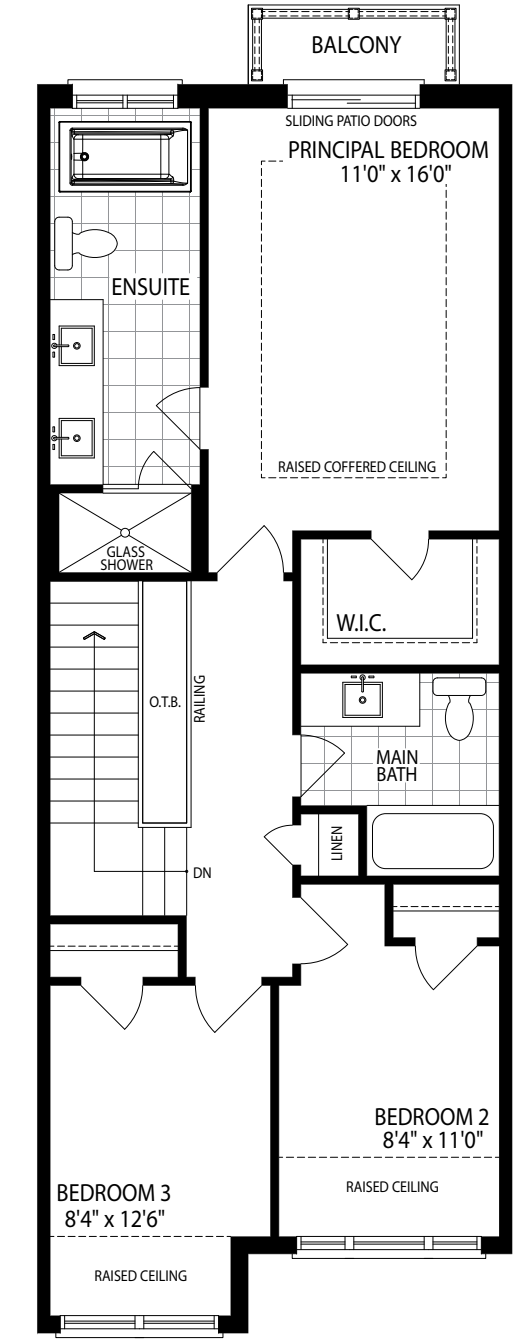 BALCONY
SLIDING PATIO DOORS
PRINCIPAL BEDROOM
11'0" x 16'0"
ENSUITE
RAISED COFFERED CEILING
GLASS
SHOWER
W.I.C.
O.T.B.
RAILING
MAIN
BATH
LINEN
DN
BEDROOM 2
8'4" x 11'0"
RAISED CEILING
BEDROOM 3
8'4" x 12'6"
RAISED CEILING